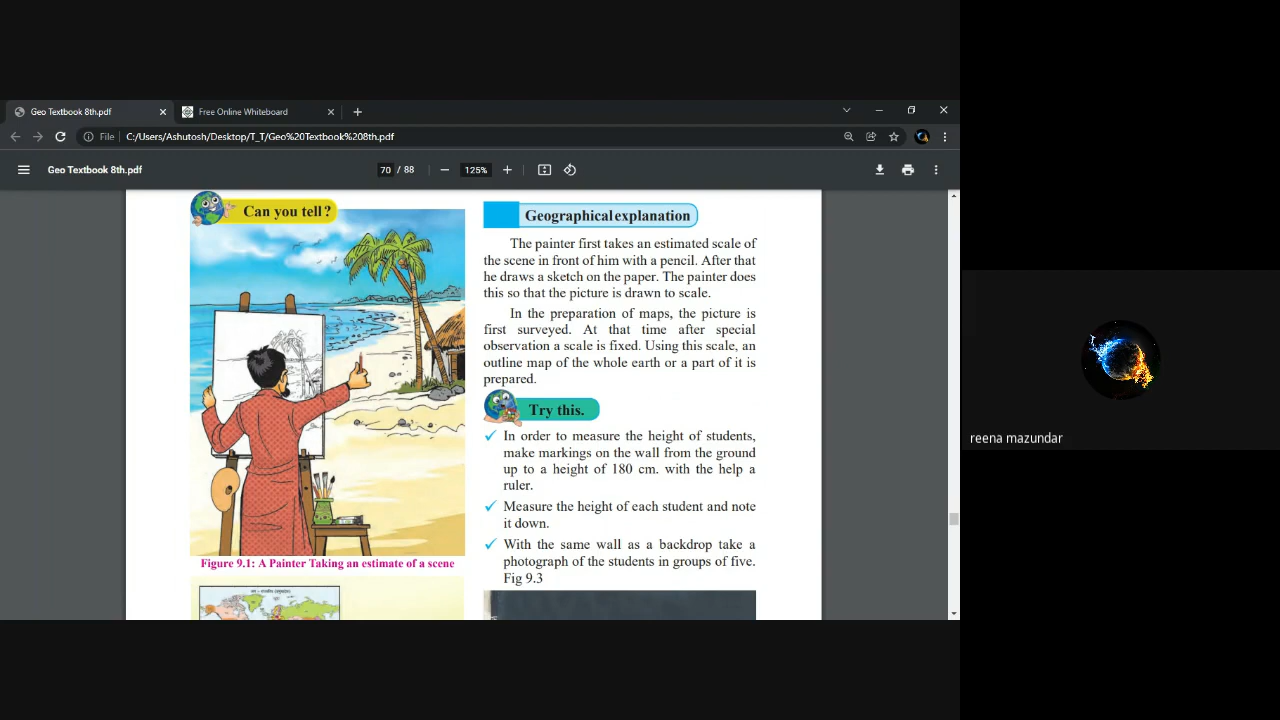 Geo Textbook 8th.pdf
Free Online Whiteboard
File
C:/Users/Ashutosh/Desktop/T_T/Geo%20Textbook%208th.pdf
Geo Textbook 8th.pdf
70 / 88
125%
Can you tell?
Figure 9.1: A Painter Taking an estimate of a scene
Geographical explanation
The painter first takes an estimated scale of
the scene in front of him with a pencil. After that
he draws a sketch on the paper. The painter does
this so that the picture is drawn to scale.
In the preparation of maps, the picture is
first surveyed. At that time after special
observation a scale is fixed. Using this scale, an
outline map of the whole earth or a part of it is
prepared.
Try this.
In order to measure the height of students,
make markings on the wall from the ground
up to a height of 180 cm. with the help a
ruler.
Measure the height of each student and note
it down.
With the same wall as a backdrop take a
photograph of the students in groups of five.
Fig 9.3
reena mazundar